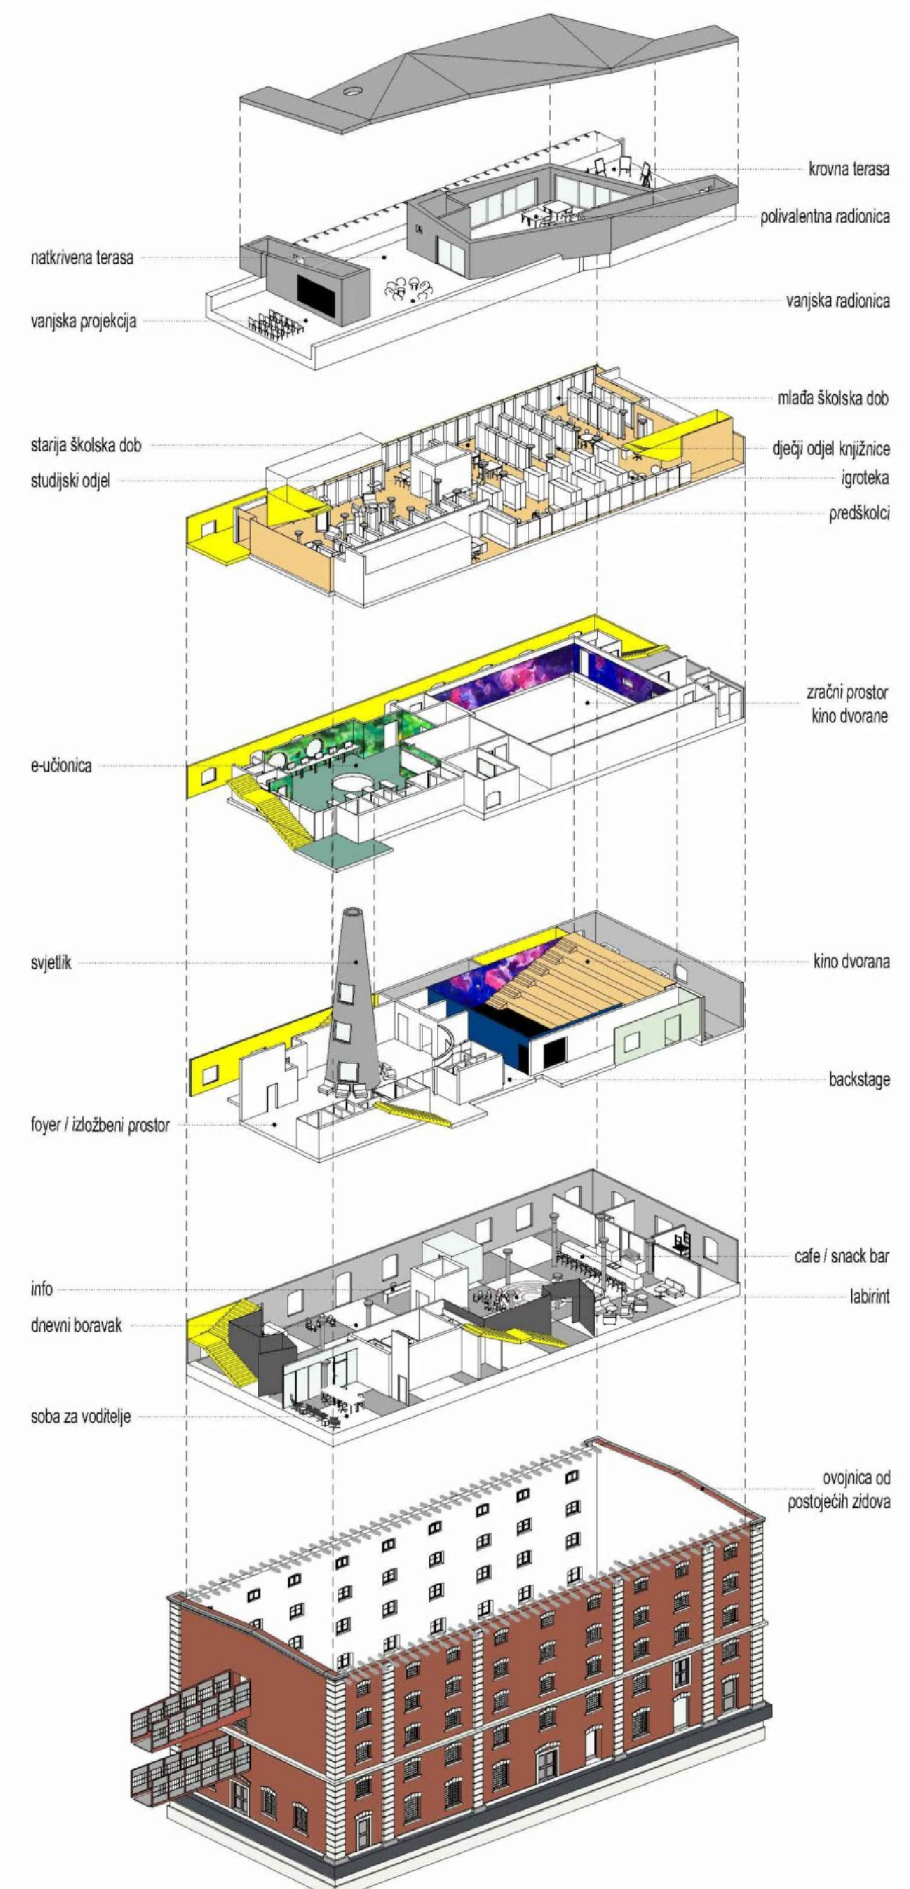 krovna terasa
polivalentna radionica
natkrivena terasa
vanjska radionica
vanjska projekcija
mlađa školska dob
starija školska dob
dječji odjel knjižnice
studijski odjel
igroteka
predškolci
zračni prostor
kino dvorane
e-učionica
svjetlik
kino dvorana
backstage
foyer / izložbeni prostor
cafe / snack bar
info
labirint
dnevni boravak
soba za voditelje
ovojnica od
postojećih zidova